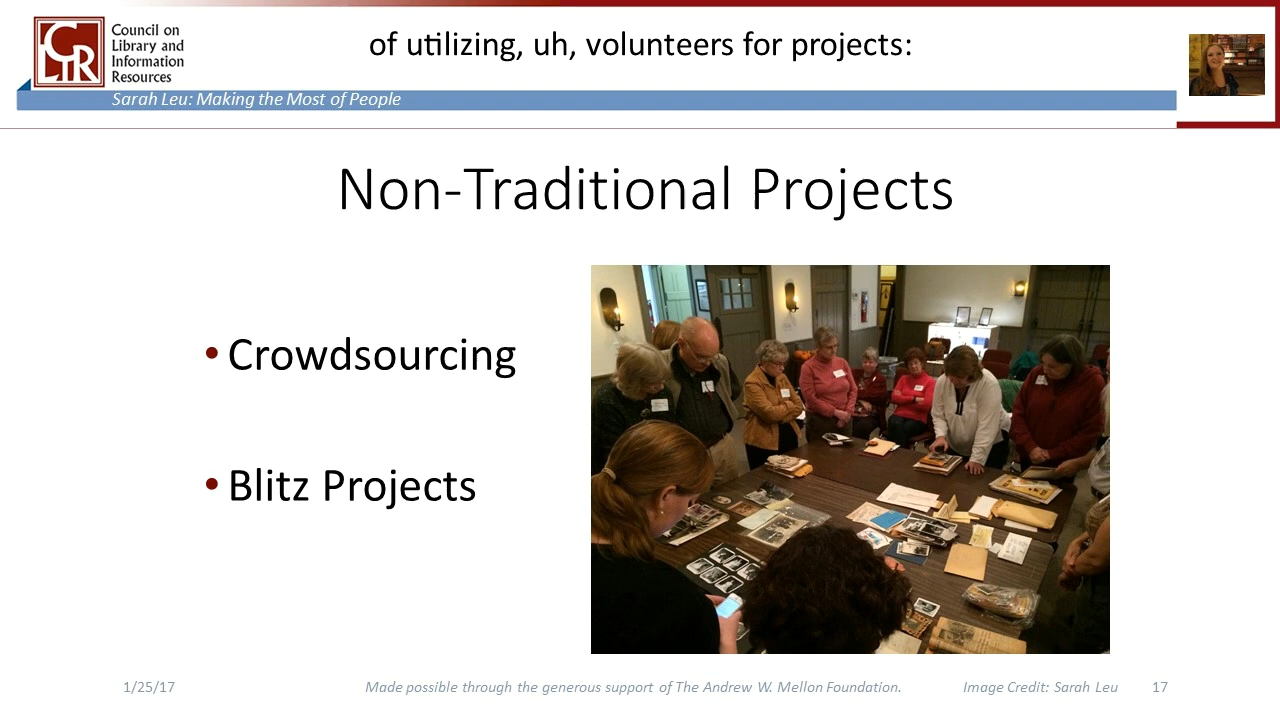 Council on
Library and
Information
Resources
CLIR
of utilizing, uh, volunteers for projects:
Sarah Leu: Making the Most of People
Non-Traditional Projects
• Crowdsourcing
• Blitz Projects
1/25/17
Made possible through the generous support of The Andrew W. Mellon Foundation.
Image Credit: Sarah Leu
17